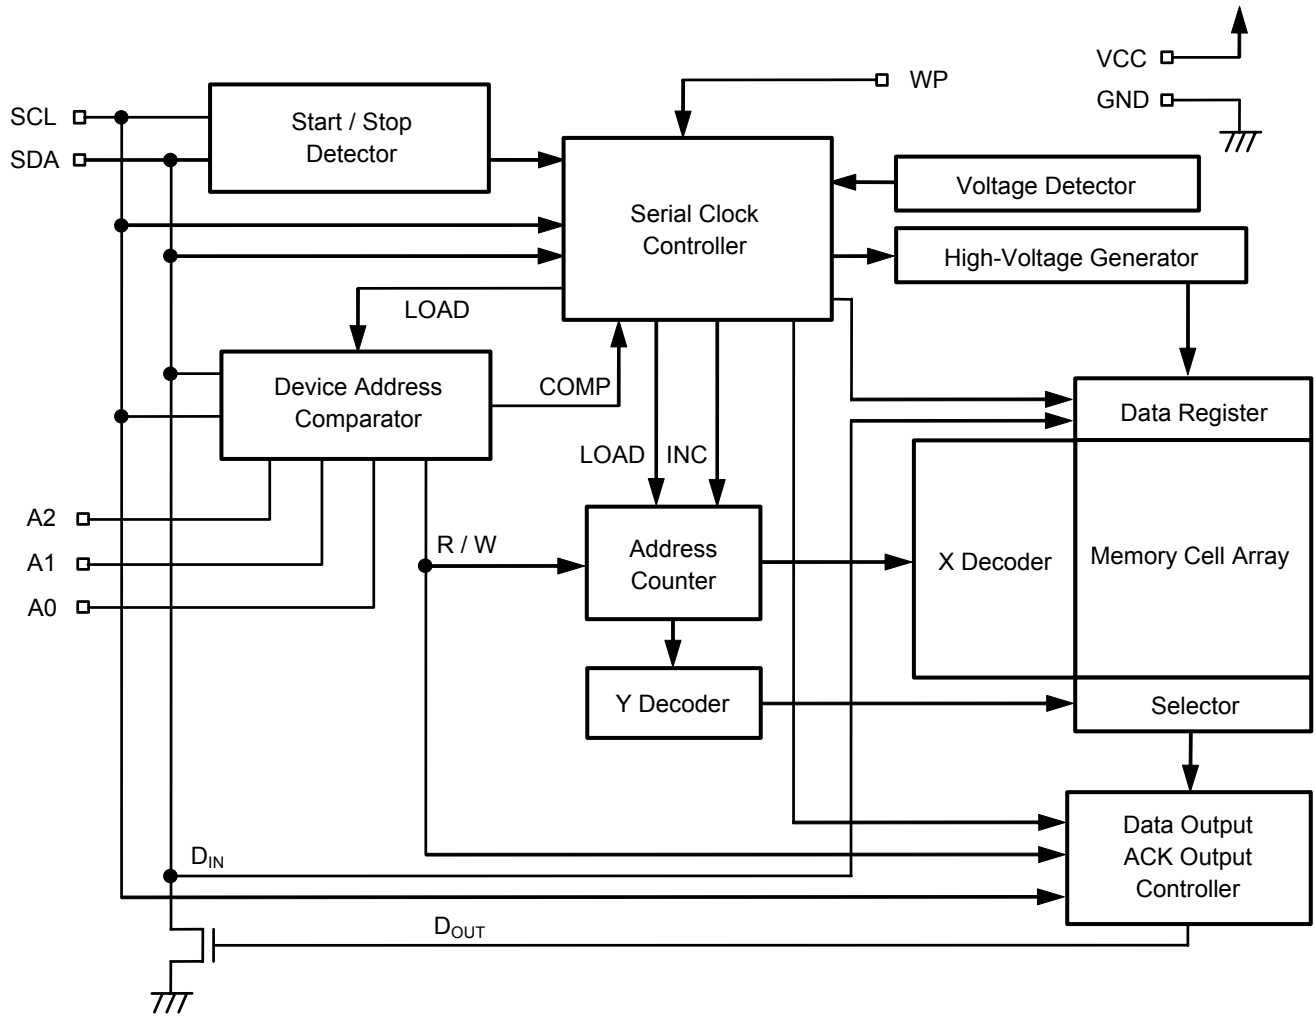 VCC
WP
GND
SCL
SDA
Start / Stop
Detector
Voltage Detector
Serial Clock
Controller
High-Voltage Generator
LOAD
Device Address
Comparator
COMP
Data Register
LOAD
INC
A2
A1
A0
R / W
Address
Counter
X Decoder
Memory Cell Array
Y Decoder
Selector
Data Output
ACK Output
Controller
DIN
DOUT